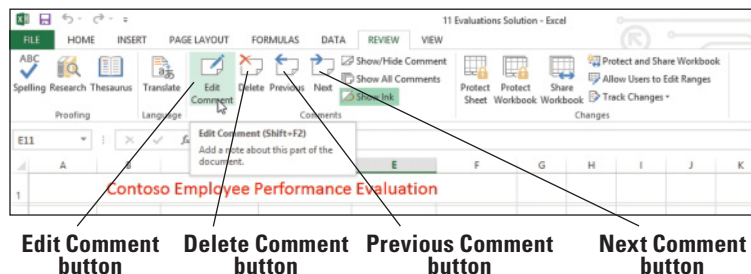 11 Evaluations Solution - Excel
FILE HOME INSERT PAGE LAYOUT FORMULAS DATA REVIEW VIEW
ABC
Spelling Research Thesaurus Translate Edit Comment Delete Previous Next Show/Hide Comment Show All Comments Show Ink Protect Sheet Protect Workbook Share Workbook Protect and Share Workbook Allow Users to Edit Ranges Track Changes
Proofing Language Comments Changes
E11
Edit Comment (Shift+F2)
Add a note about this part of the
document.
A B E F G H I J K
1 Contoso Employee Performance Evaluation
Edit Comment button
Delete Comment button
Previous Comment button
Next Comment button